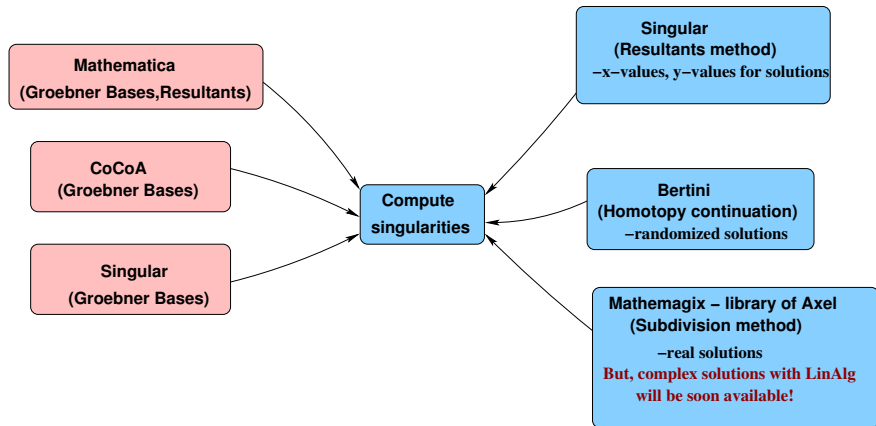 Mathematica
(Groebner Bases,Resultants)
CoCoA
(Groebner Bases)
Singular
(Groebner Bases)
Compute
singularities
Singular
(Resultants method)
−x−values, y−values for solutions
Bertini
(Homotopy continuation)
−randomized solutions
Mathemagix − library of Axel
(Subdivision method)
−real solutions
But, complex solutions with LinAlg
will be soon available!